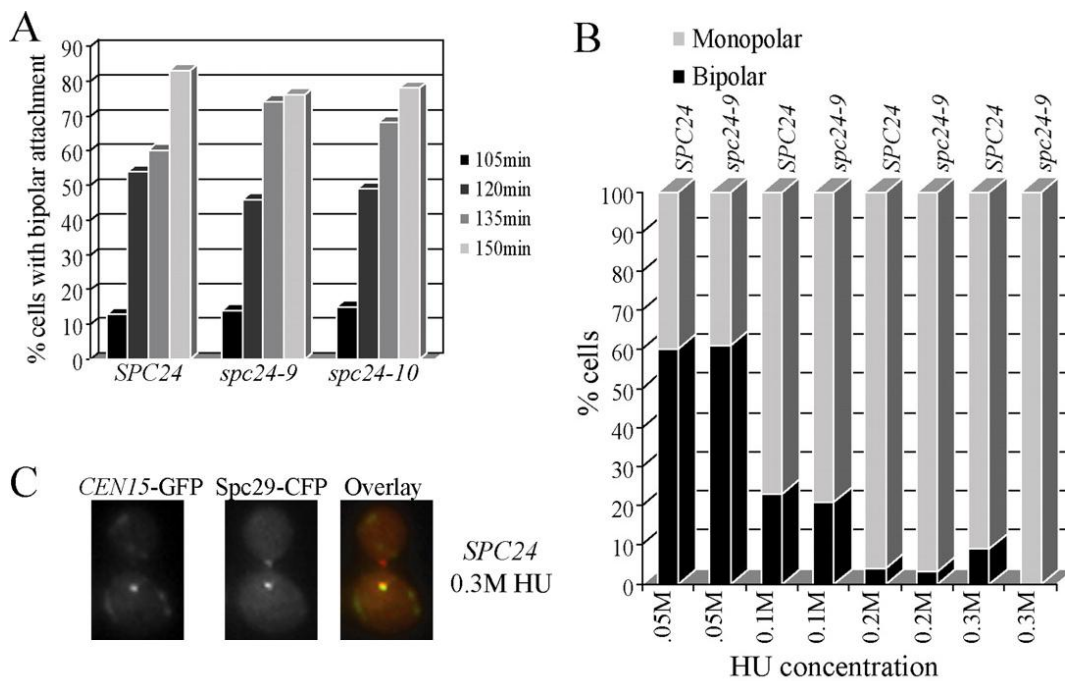 A
90
80
70
60
50
40
30
20
10
0
% cells with bipolar attachment
SPC24 spc24-9 spc24-10
105min
120min
135min
150min
B
Monopolar
Bipolar
SPC24 spc24-9 SPC24 spc24-9 SPC24 spc24-9 SPC24 spc24-9
100
90
80
70
60
50
40
30
20
10
0
% cells
.05M .05M 0.1M 0.1M 0.2M 0.2M 0.3M 0.3M
HU concentration
C
CEN15-GFP Spc29-CFP Overlay
SPC24
0.3M HU